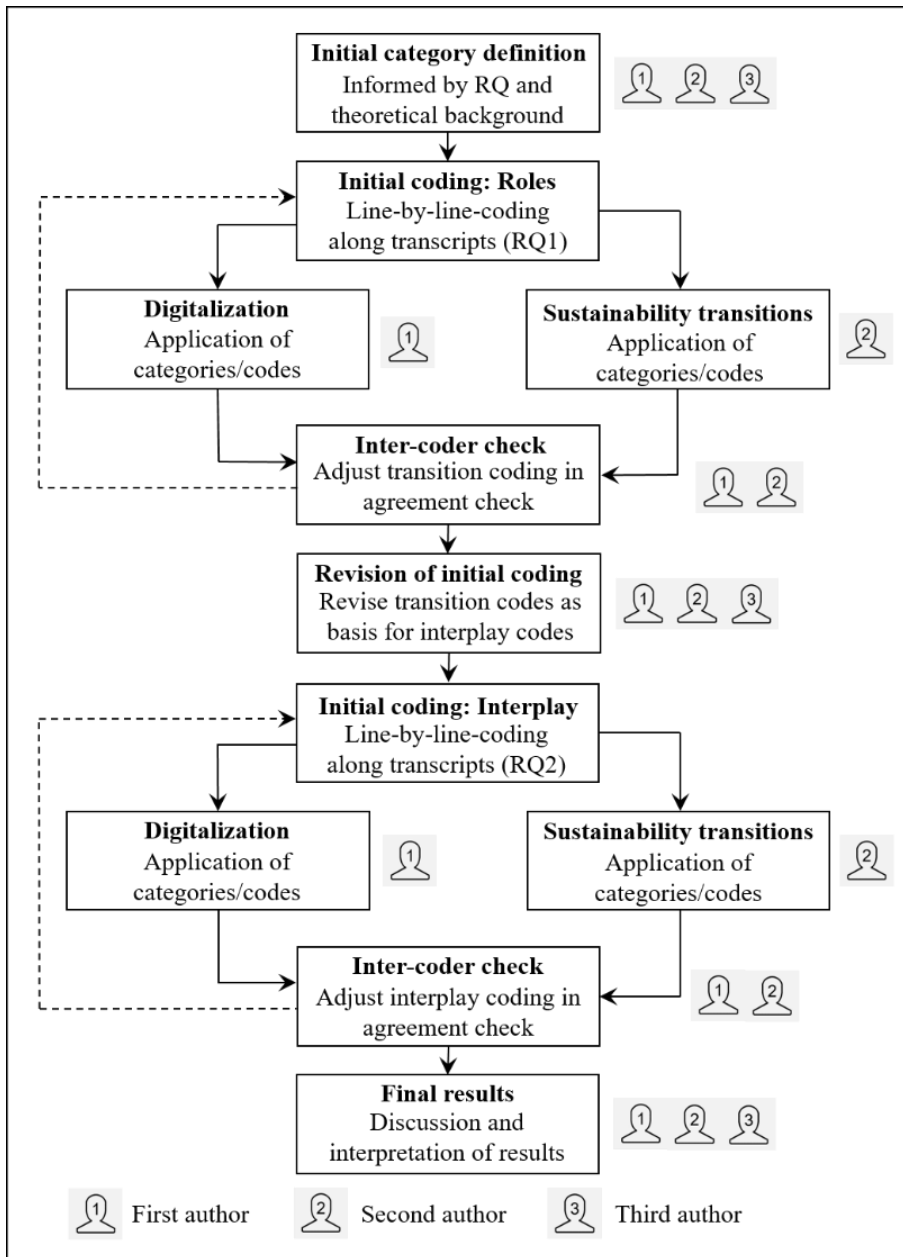 Initial category definition
Informed by RQ and
theoretical background
1 2 3
Initial coding: Roles
Line-by-line-coding
along transcripts (RQ1)
Digitalization
Application of
categories/codes
1
Sustainability transitions
Application of
categories/codes
2
Inter-coder check
Adjust transition coding in
agreement check
1 2
Revision of initial coding
Revise transition codes as
basis for interplay codes
1 2 3
Initial coding: Interplay
Line-by-line-coding
along transcripts (RQ2)
Digitalization
Application of
categories/codes
1
Sustainability transitions
Application of
categories/codes
2
Inter-coder check
Adjust interplay coding in
agreement check
1 2
Final results
Discussion and
interpretation of results
1 2 3
1 First author 2 Second author 3 Third author